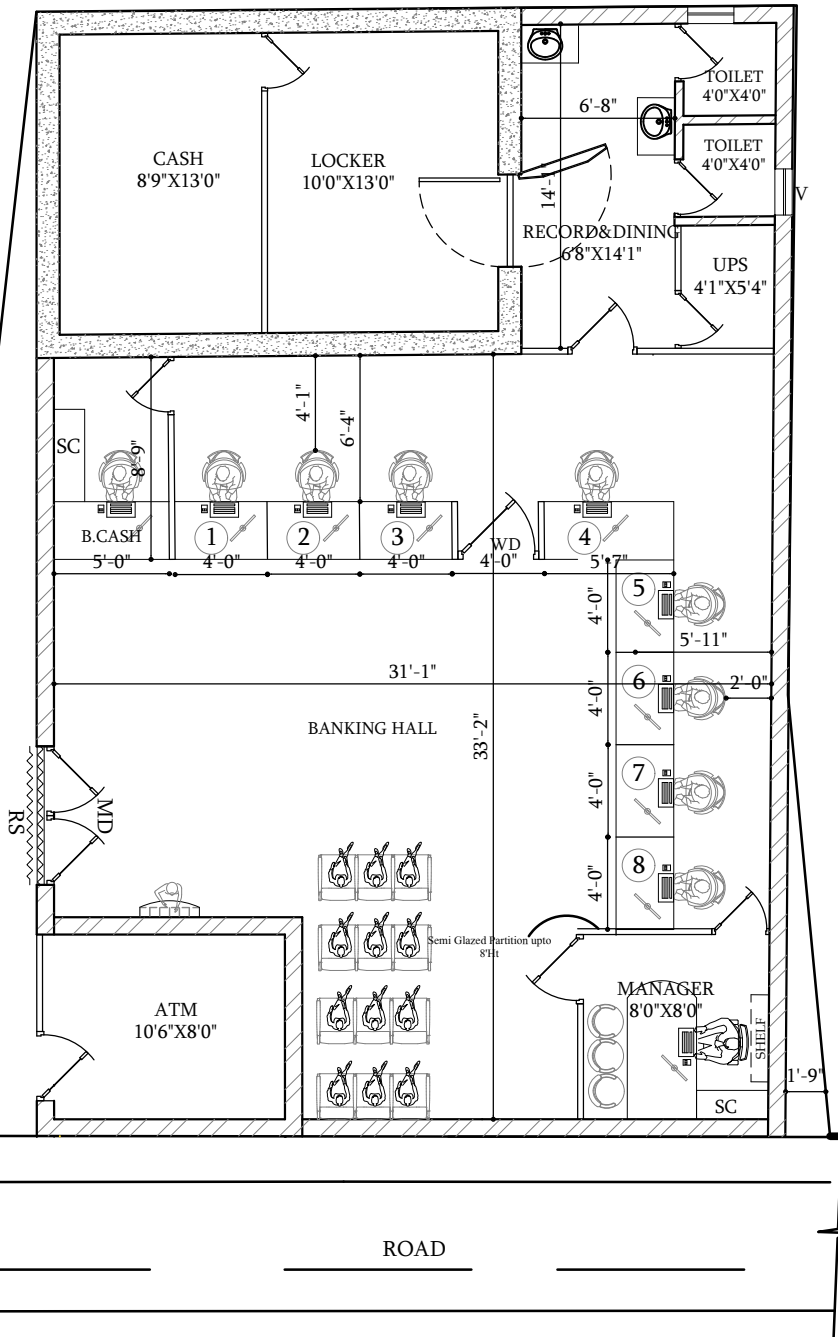 TOILET
4'0"X4'0"
6'-8"
CASH
8'9"X13'0"
LOCKER
10'0"X13'0"
TOILET
4'0"X4'0"
V
RECORD&DINING
6'8"X14'1"
UPS
4'1"X5'4"
4'-1"
6'-4"
8'-9"
SC
B.CASH
1
2
3
WD
4
5'-0"
4'-0"
4'-0"
4'-0"
4'-0"
5'-7"
5
4'-0"
5'-11"
31'-1"
6
4'-0"
2'-0"
BANKING HALL
33'-2"
7
4'-0"
RS
MD
8
4'-0"
Semi Glazed Partition upto
8'Ht
MANAGER
8'0"X8'0"
ATM
10'6"X8'0"
SHELF
1'-9"
SC
ROAD